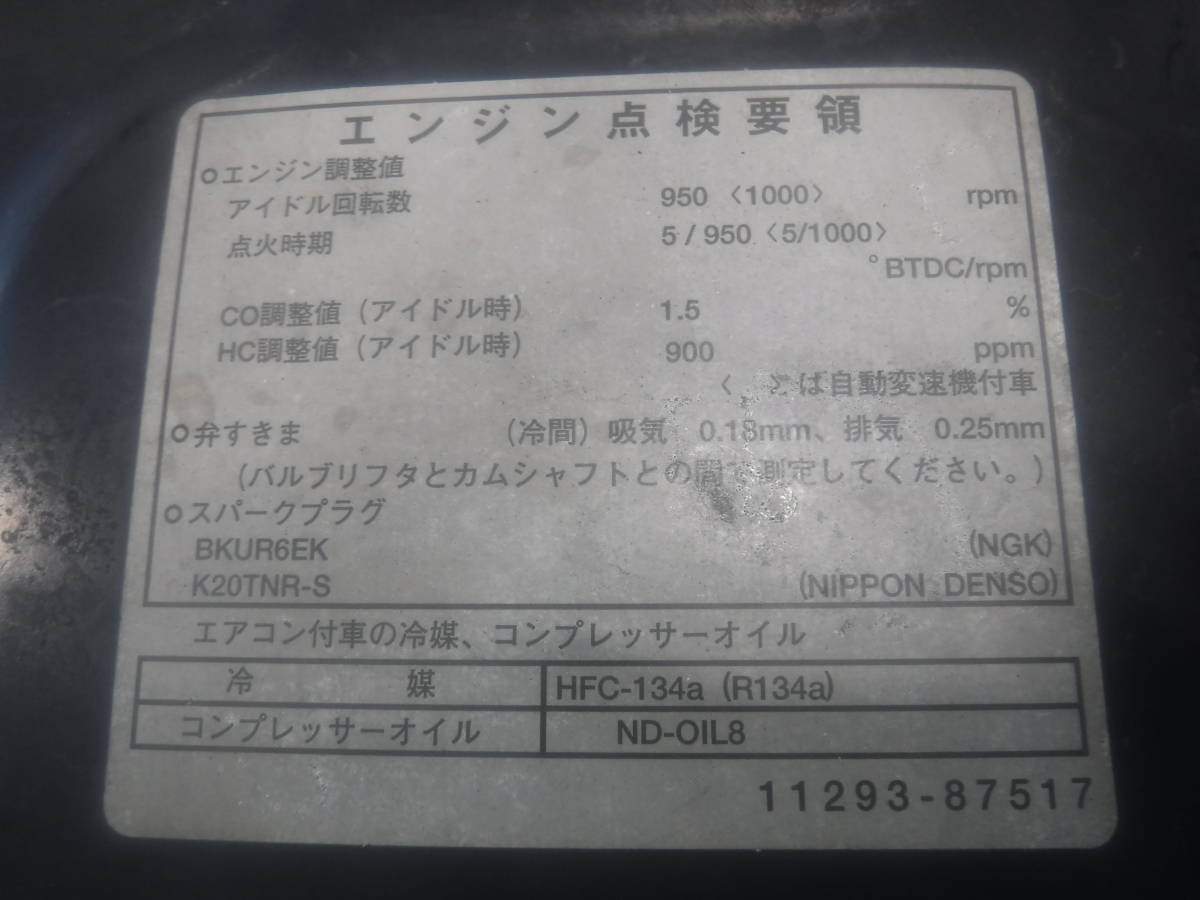 エンジン点検要領
○エンジン調整値
アイドル回転数 950 〈1000〉 rpm
点火時期 5 / 950 〈5/1000〉
°BTDC/rpm
CO調整値 (アイドル時) 1.5 %
HC調整値 (アイドル時) 900 ppm
〈 〉は自動変速機付車
○弁すきま (冷間) 吸気 0.18mm、排気 0.25mm
(バルブリフタとカムシャフトとの間で測定してください。)
○スパークプラグ
BKUR6EK (NGK)
K20TNR-S (NIPPON DENSO)
エアコン付車の冷媒、コンプレッサーオイル
冷媒 HFC-134a (R134a)
コンプレッサーオイル ND-OIL8
11293-87517